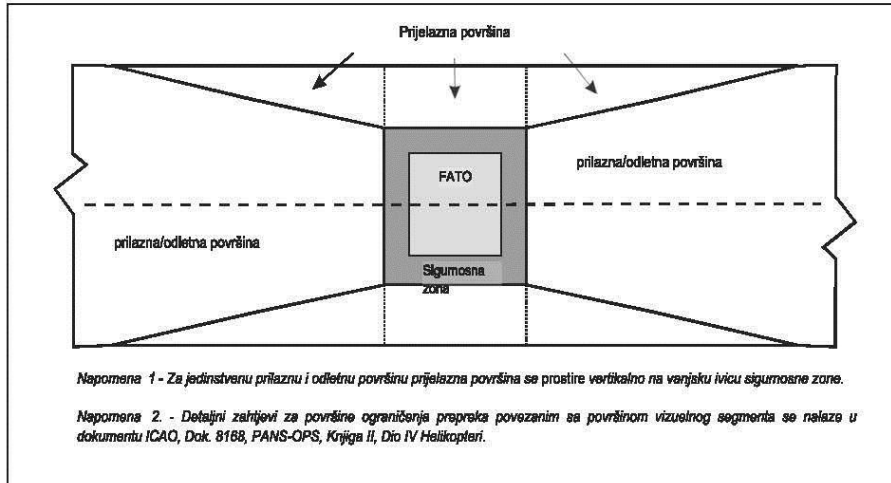 Prijelazna površina
FATO
prilazna/odletna površina
prilazna/odletna površina
Sigurnosna
zona
Napomena 1 - Za jedinstvenu prilaznu i odletnu površinu prijelazna površina se prostire vertikalno na vanjsku ivicu sigurnosne zone.
Napomena 2. - Detaljni zahtjevi za površine ograničenja prepreka povezanim sa površinom vizuelnog segmenta se nalaze u
dokumentu ICAO, Dok. 8168, PANS-OPS, Knjiga II, Dio IV Helikopteri.